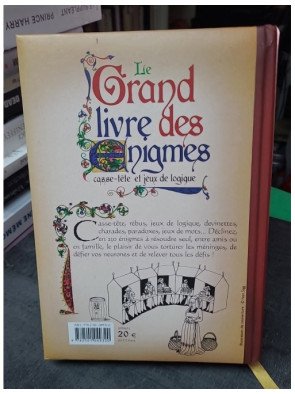 PRINCE HARRY
Le
Grand
livre des
Énigmes
casse-tête et jeux de logique
Casse-tête, rébus, jeux de logique, devinettes,
charades, paradoxes, jeux de mots... Déclinez,
en 250 énigmes à résoudre seul, entre amis ou
en famille, le plaisir de vous torturer les méninges, de
défier vos neurones et de relever tous les défis !
20 €